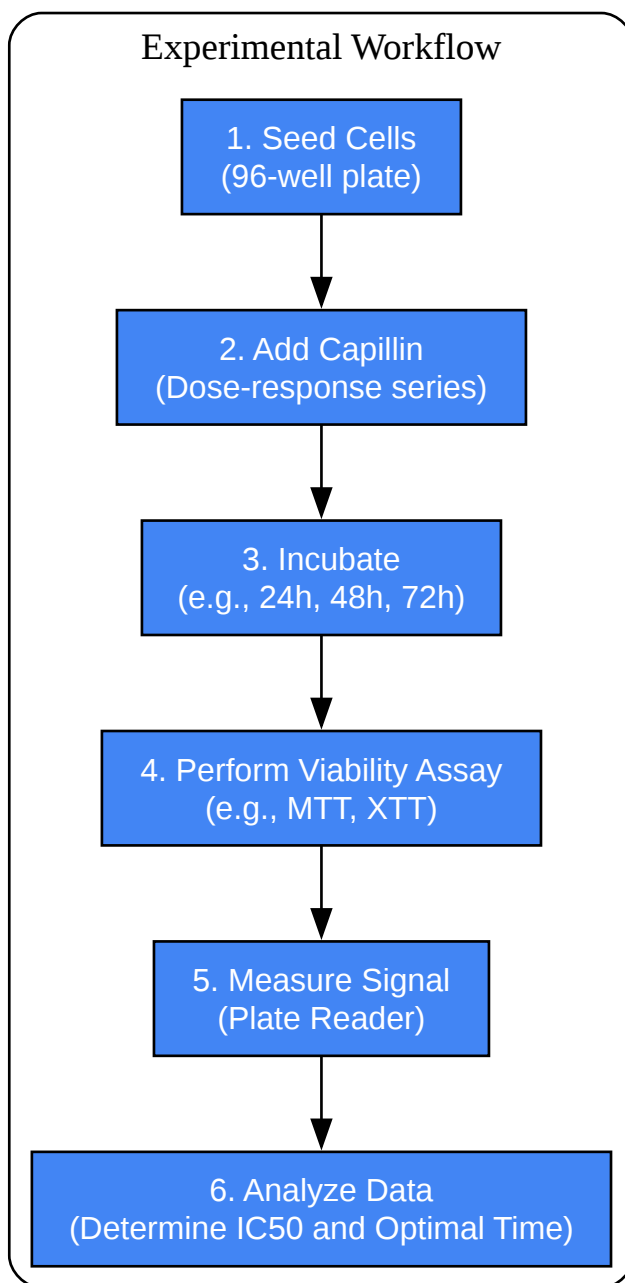 Experimental Workflow
1. Seed Cells
(96-well plate)
2. Add Capillin
(Dose-response series)
3. Incubate
(e.g., 24h, 48h, 72h)
4. Perform Viability Assay
(e.g., MTT, XTT)
5. Measure Signal
(Plate Reader)
6. Analyze Data
(Determine IC50 and Optimal Time)